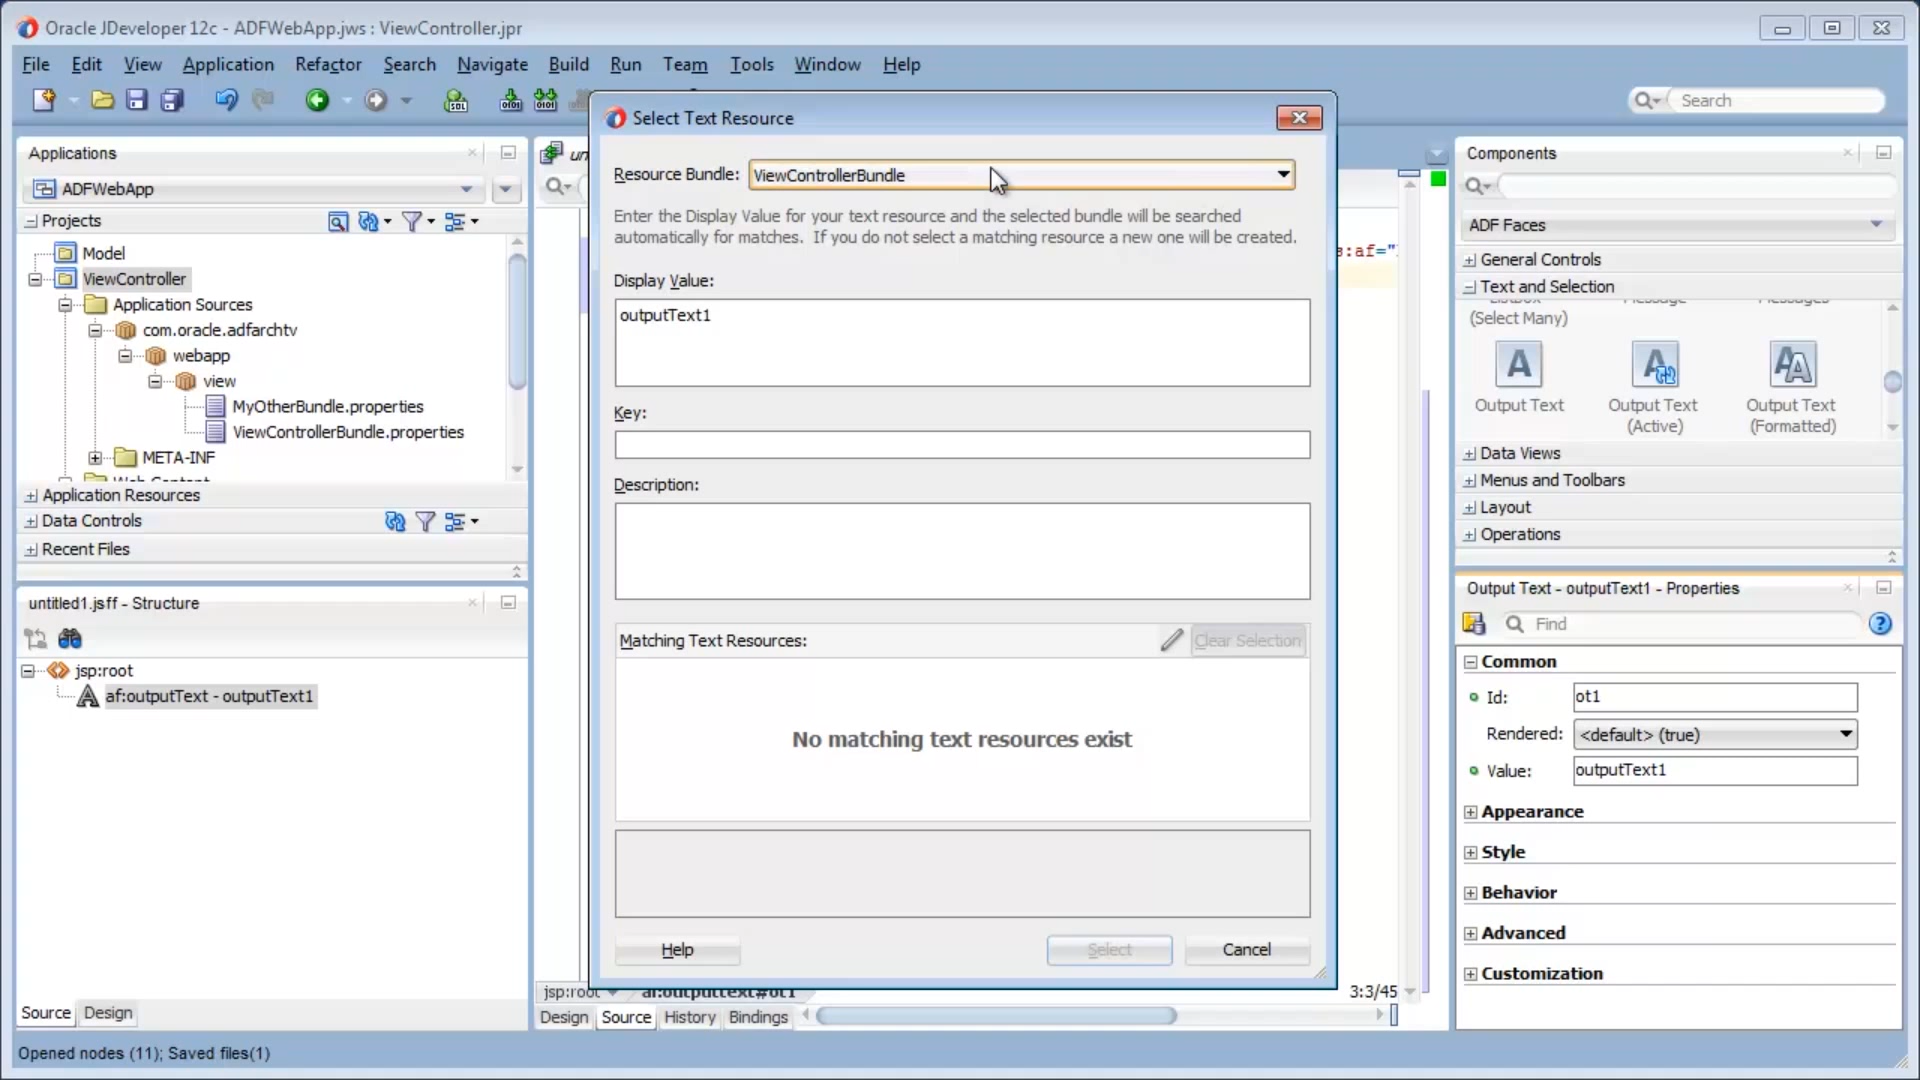 Oracle JDeveloper 12c - ADFWebApp.jws : ViewController.jpr
File Edit View Application Refactor Search Navigate Build Run Team Tools Window Help
Search
Applications
ADFWebApp
Projects
Model
ViewController
Application Sources
com.oracle.adfarchtv
webapp
view
MyOtherBundle.properties
ViewControllerBundle.properties
META-INF
Application Resources
Data Controls
Recent Files
untitled1.jsff - Structure
jsp:root
af:outputText - outputText1
Source Design
Select Text Resource
Resource Bundle: ViewControllerBundle
Enter the Display Value for your text resource and the selected bundle will be searched
automatically for matches. If you do not select a matching resource a new one will be created.
Display Value:
outputText1
Key:
Description:
Matching Text Resources: Clear Selection
No matching text resources exist
Help Select Cancel
s:af="
jsp:root af:outputtext#ot1 3:3/45
Design Source History Bindings
Components
ADF Faces
General Controls
Text and Selection
(Select Many)
Output Text
Output Text
(Active)
Output Text
(Formatted)
Data Views
Menus and Toolbars
Layout
Operations
Output Text - outputText1 - Properties
Find
Common
Id: ot1
Rendered: <default> (true)
Value: outputText1
Appearance
Style
Behavior
Advanced
Customization
Opened nodes (11); Saved files(1)